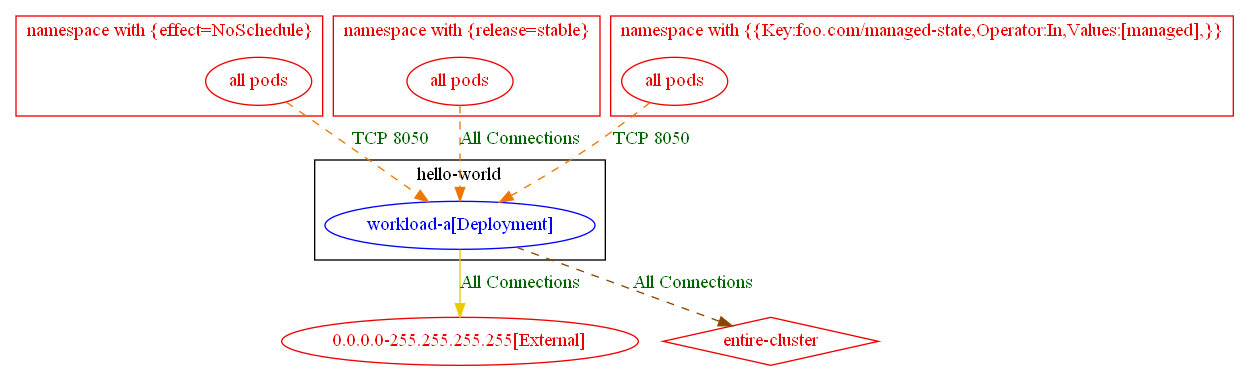 namespace with {effect=NoSchedule}
namespace with {release=stable}
namespace with {{Key:foo.com/managed-state,Operator:In,Values:[managed],}}
all pods
all pods
all pods
TCP 8050
All Connections
TCP 8050
hello-world
workload-a[Deployment]
All Connections
All Connections
0.0.0.0-255.255.255.255[External]
entire-cluster